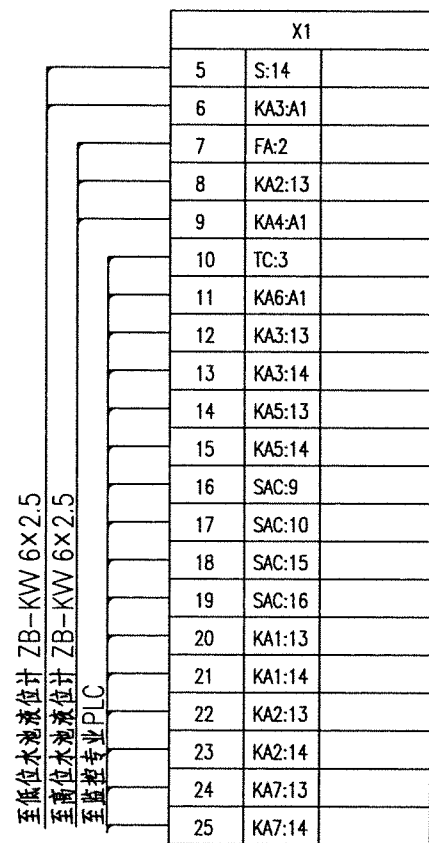 X1
5 S:14
6 KA3:A1
7 FA:2
8 KA2:13
9 KA4:A1
10 TC:3
11 KA6:A1
12 KA3:13
13 KA3:14
14 KA5:13
15 KA5:14
16 SAC:9
17 SAC:10
18 SAC:15
19 SAC:16
20 KA1:13
21 KA1:14
22 KA2:13
23 KA2:14
24 KA7:13
25 KA7:14
至低位水池液位计 ZB-KW 6×2.5
至高位水池液位计 ZB-KW 6×2.5
至监控专业PLC